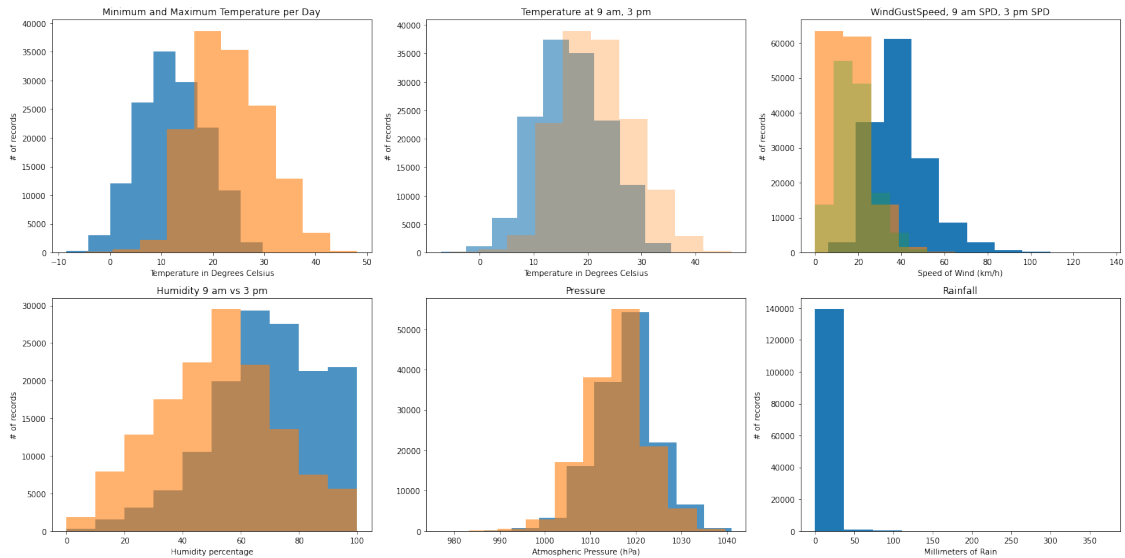 Minimum and Maximum Temperature per Day
# of records
40000
35000
30000
25000
20000
15000
10000
5000
0
−10 0 10 20 30 40 50
Temperature in Degrees Celsius
Temperature at 9 am, 3 pm
# of records
40000
35000
30000
25000
20000
15000
10000
5000
0
0 20 40
Temperature in Degrees Celsius
WindGustSpeed, 9 am SPD, 3 pm SPD
# of records
60000
50000
40000
30000
20000
10000
0
0 20 40 60 80 100 120 140
Speed of Wind (km/h)
Humidity 9 am vs 3 pm
# of records
30000
25000
20000
15000
10000
5000
0
0 20 40 60 80 100
Humidity percentage
Pressure
# of records
50000
40000
30000
20000
10000
0
980 990 1000 1010 1020 1030 1040
Atmospheric Pressure (hPa)
Rainfall
# of records
140000
120000
100000
80000
60000
40000
20000
0
0 50 100 150 200 250 300 350
Millimeters of Rain